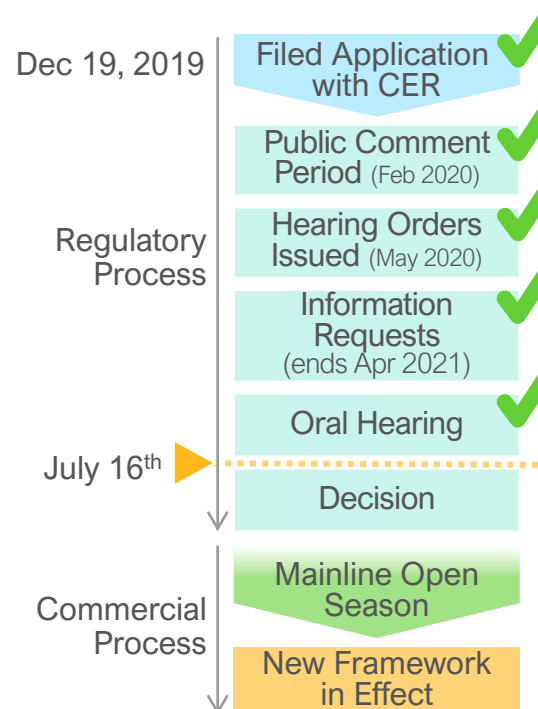 Dec 19, 2019
Filed Application
with CER
Public Comment
Period (Feb 2020)
Regulatory
Process
Hearing Orders
Issued (May 2020)
Information
Requests
(ends Apr 2021)
Oral Hearing
July 16th
Decision
Commercial
Process
Mainline Open
Season
New Framework
in Effect